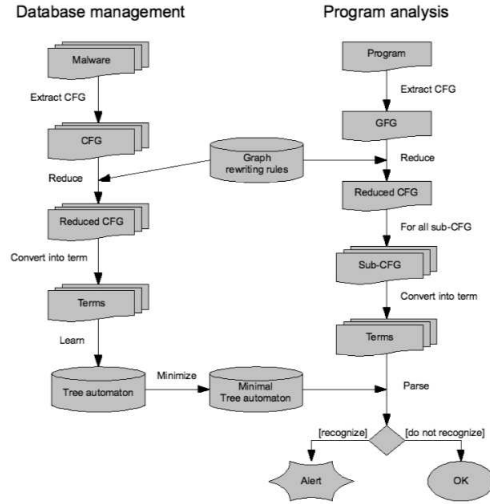 Database management
Program analysis
Malware
Program
Extract CFG
Extract CFG
CFG
GFG
Graph
rewriting rules
Reduce
Reduce
Reduced CFG
Reduced CFG
For all sub-CFG
Convert into term
Sub-CFG
Convert into term
Terms
Terms
Learn
Tree automaton
Minimize
Minimal
Tree automaton
Parse
[recognize]
[do not recognize]
Alert
OK